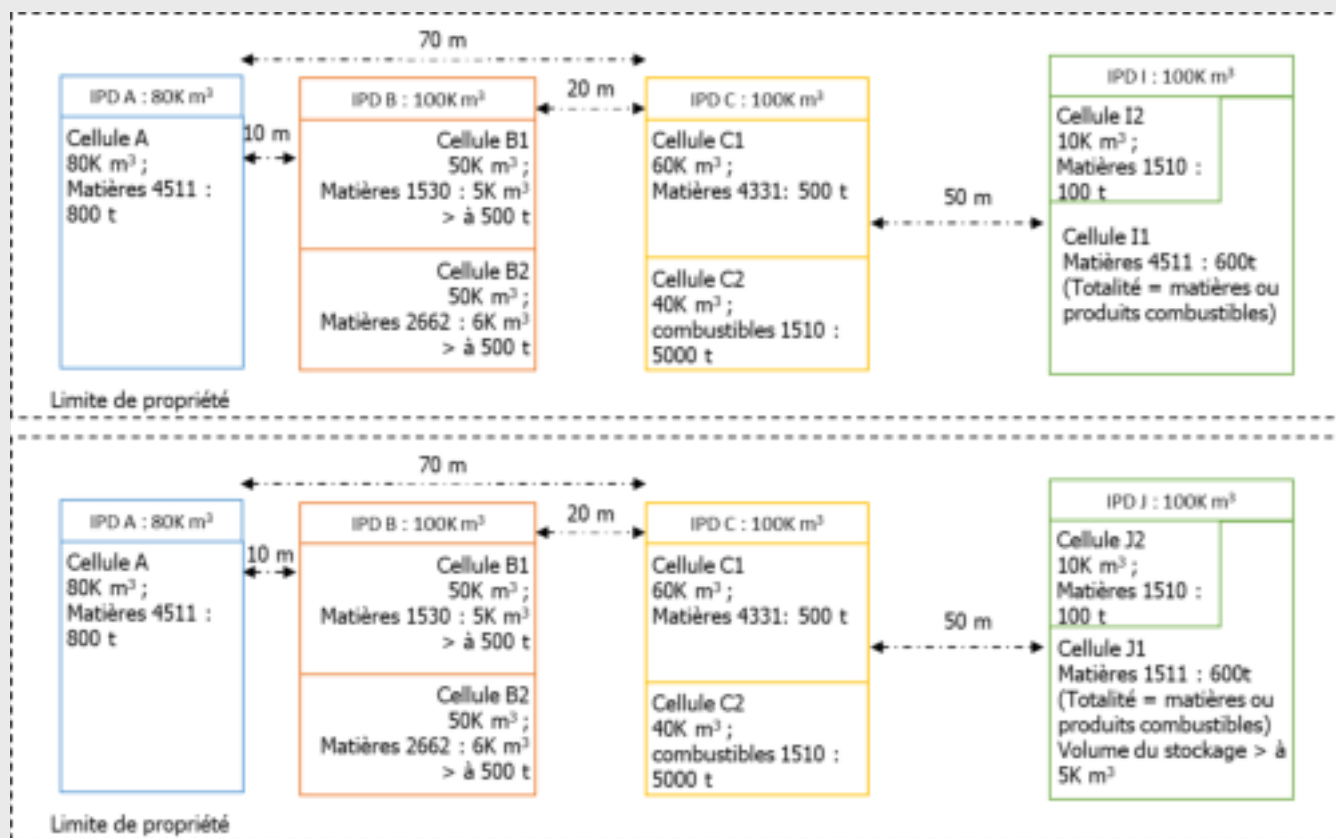 70 m
IPD A : 80K m³
10 m
IPD B : 100K m³
20 m
IPD C : 100K m³
IPD I : 100K m³
Cellule A
80K m³ ;
Matières 4511 :
800 t
Cellule B1
50K m³ ;
Matières 1530 : 5K m³
> à 500 t
Cellule B2
50K m³ ;
Matières 2662 : 6K m³
> à 500 t
Cellule C1
60K m³ ;
Matières 4331: 500 t
Cellule C2
40K m³ ;
combustibles 1510 :
5000 t
50 m
Cellule I2
10K m³ ;
Matières 1510 :
100 t
Cellule I1
Matières 4511 : 600t
(Totalité = matières ou
produits combustibles)
Limite de propriété
70 m
IPD A : 80K m³
10 m
IPD B : 100K m³
20 m
IPD C : 100K m³
IPD J : 100K m³
Cellule A
80K m³ ;
Matières 4511 :
800 t
Cellule B1
50K m³ ;
Matières 1530 : 5K m³
> à 500 t
Cellule B2
50K m³ ;
Matières 2662 : 6K m³
> à 500 t
Cellule C1
60K m³ ;
Matières 4331: 500 t
Cellule C2
40K m³ ;
combustibles 1510 :
5000 t
50 m
Cellule J2
10K m³ ;
Matières 1510 :
100 t
Cellule J1
Matières 1511 : 600t
(Totalité = matières ou
produits combustibles)
Volume du stockage > à
5K m³
Limite de propriété